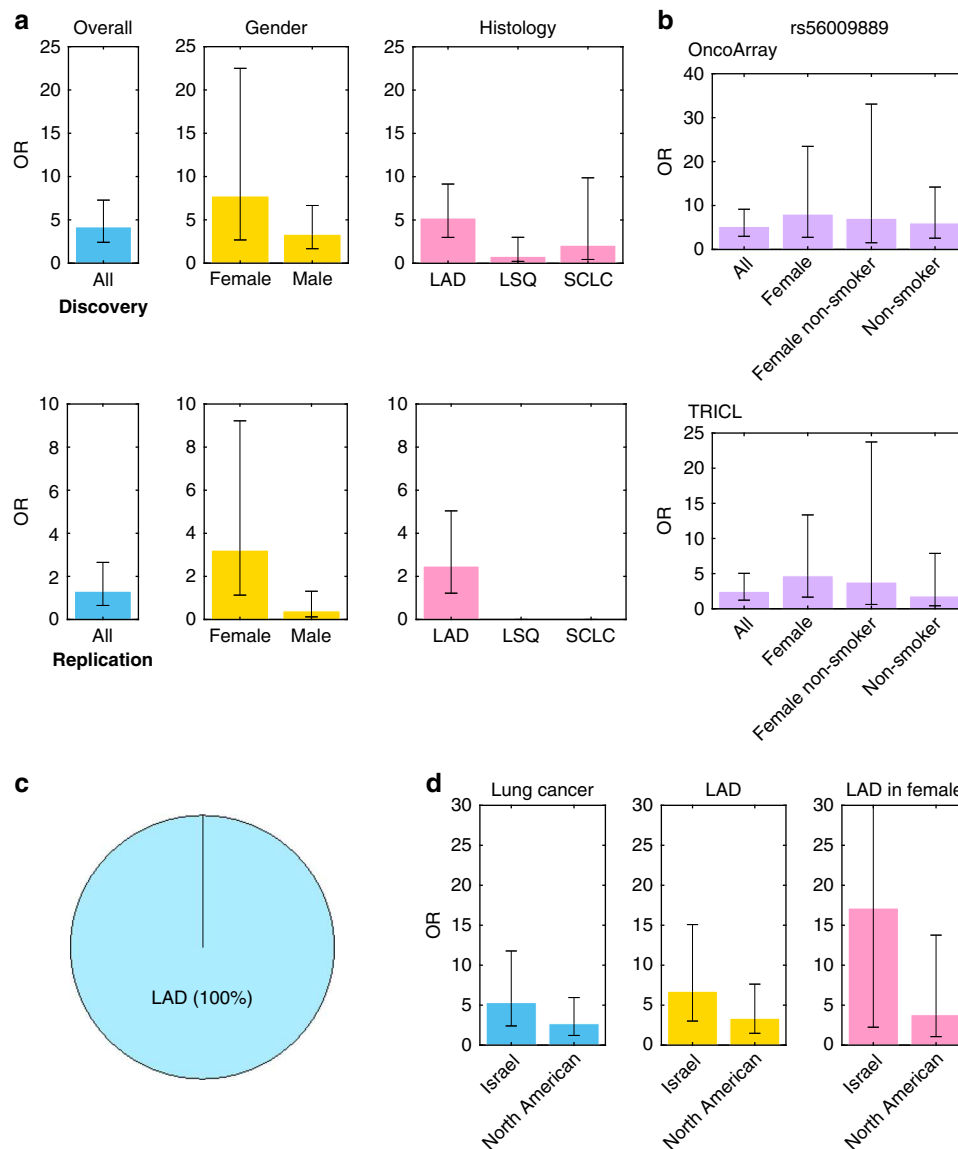 a
Overall
Gender
Histology
OR
25
20
15
10
5
0
All
Discovery
25
20
15
10
5
0
Female Male
25
20
15
10
5
0
LAD LSQ SCLC
OR
10
8
6
4
2
0
All
Replication
10
8
6
4
2
0
Female Male
10
8
6
4
2
0
LAD LSQ SCLC
b
rs56009889
OncoArray
OR
40
30
20
10
0
All
Female
Female non-smoker
Non-smoker
TRICL
OR
25
20
15
10
5
0
All
Female
Female non-smoker
Non-smoker
c
LAD (100%)
d
Lung cancer
OR
30
25
20
15
10
5
0
Israel
North American
LAD
30
25
20
15
10
5
0
Israel
North American
LAD in female
30
25
20
15
10
5
0
Israel
North American